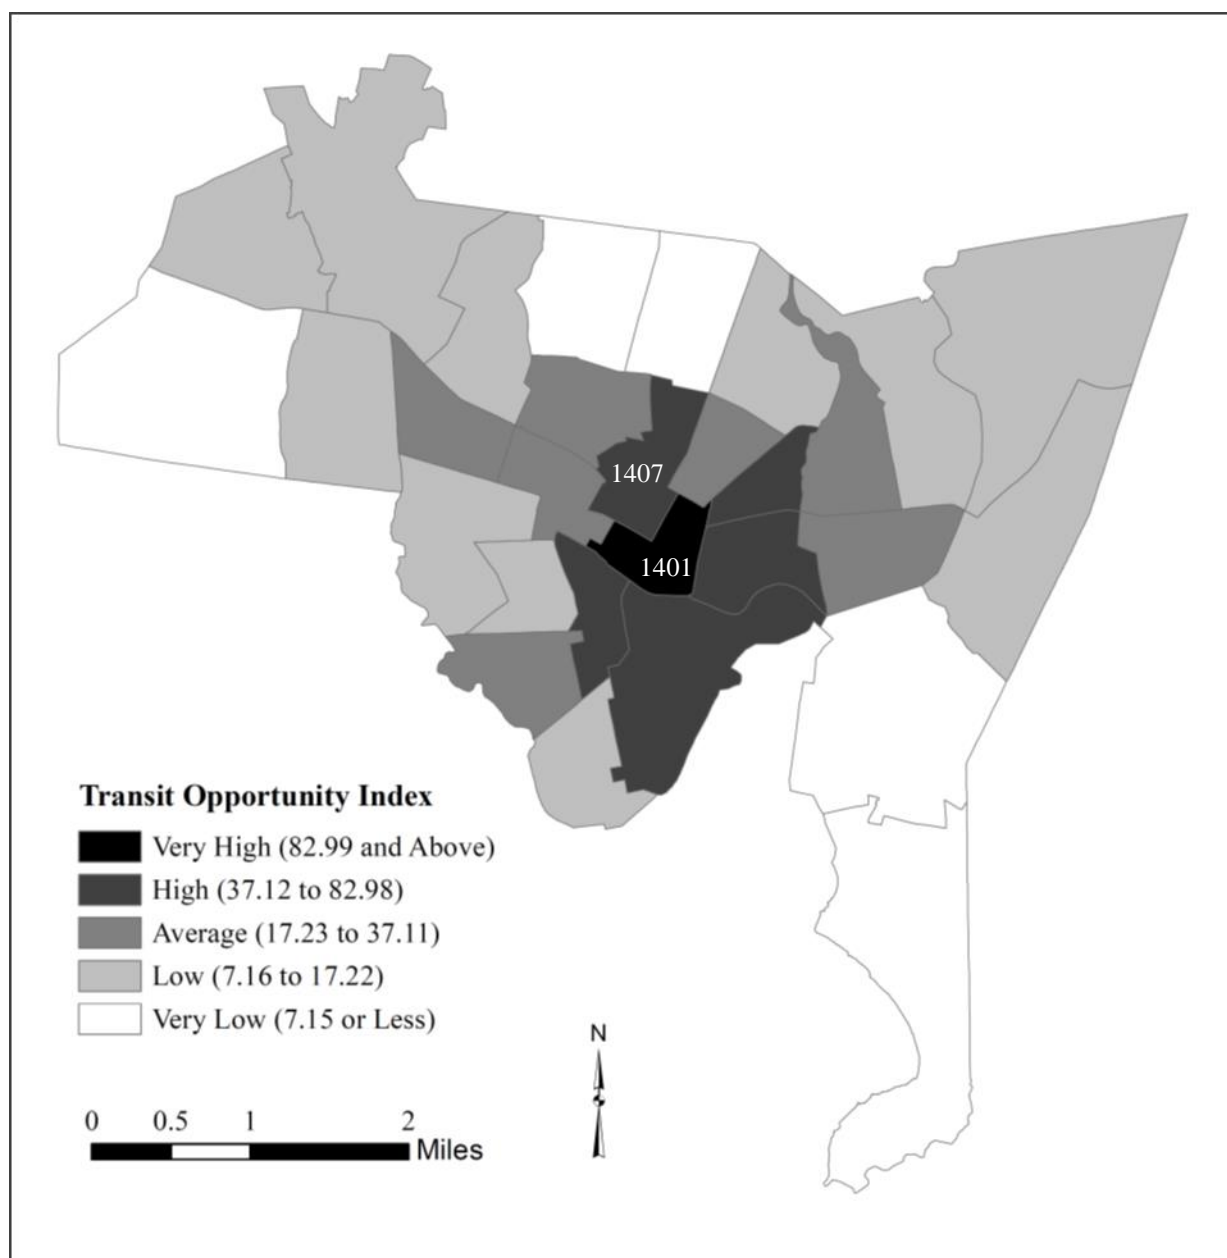 1407
1401
Transit Opportunity Index
Very High (82.99 and Above)
High (37.12 to 82.98)
Average (17.23 to 37.11)
Low (7.16 to 17.22)
Very Low (7.15 or Less)
N
0 0.5 1 2
Miles